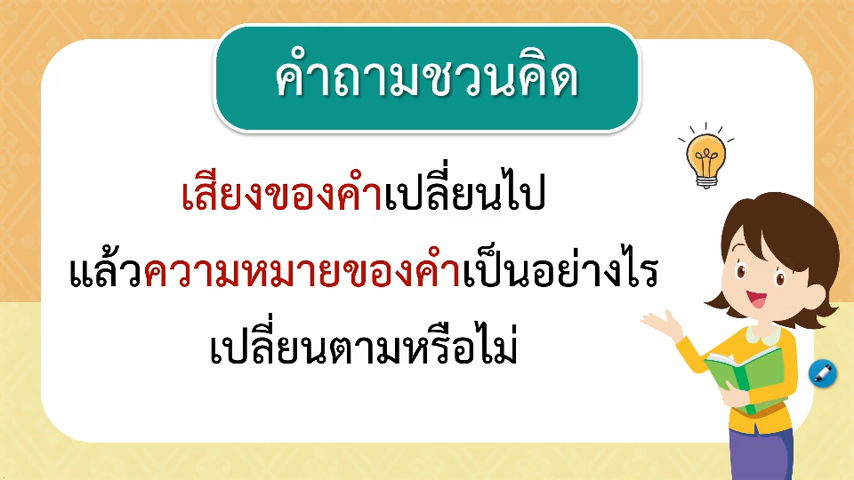 คำถามชวนคิด
เสียงของคำเปลี่ยนไป
แล้วความหมายของคำเป็นอย่างไร
เปลี่ยนตามหรือไม่